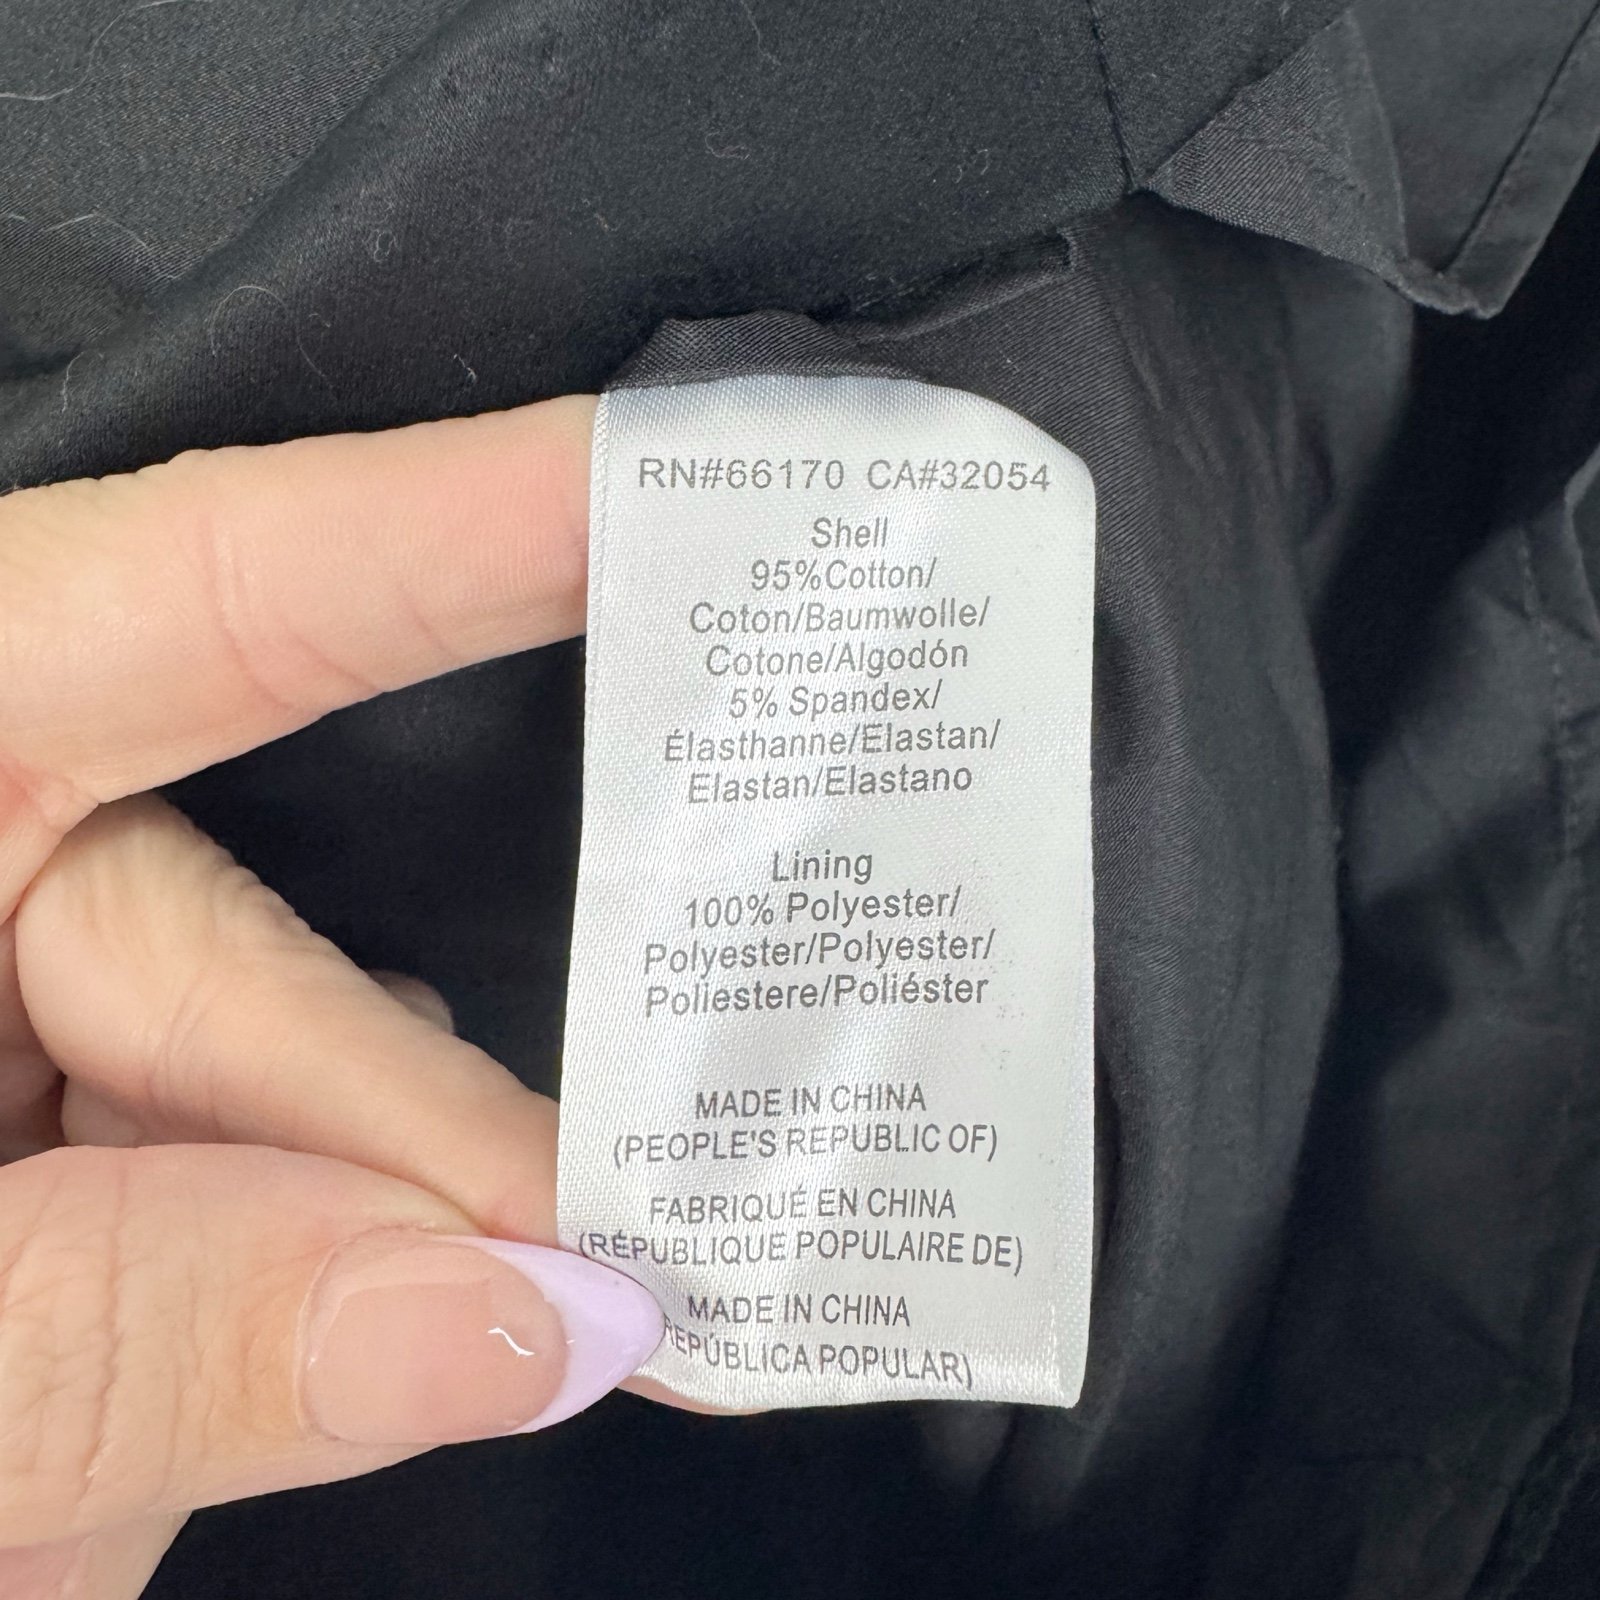 RN#66170 CA#32054
Shell
95%Cotton/
Coton/Baumwolle/
Cotone/Algodón
5% Spandex/
Élasthanne/Elastan/
Elastan/Elastano
Lining
100% Polyester/
Polyester/Polyester/
Poliestere/Poliéster
MADE IN CHINA
(PEOPLE'S REPUBLIC OF)
FABRIQUÉ EN CHINA
(RÉPUBLIQUE POPULAIRE DE)
MADE IN CHINA
REPÚBLICA POPULAR)